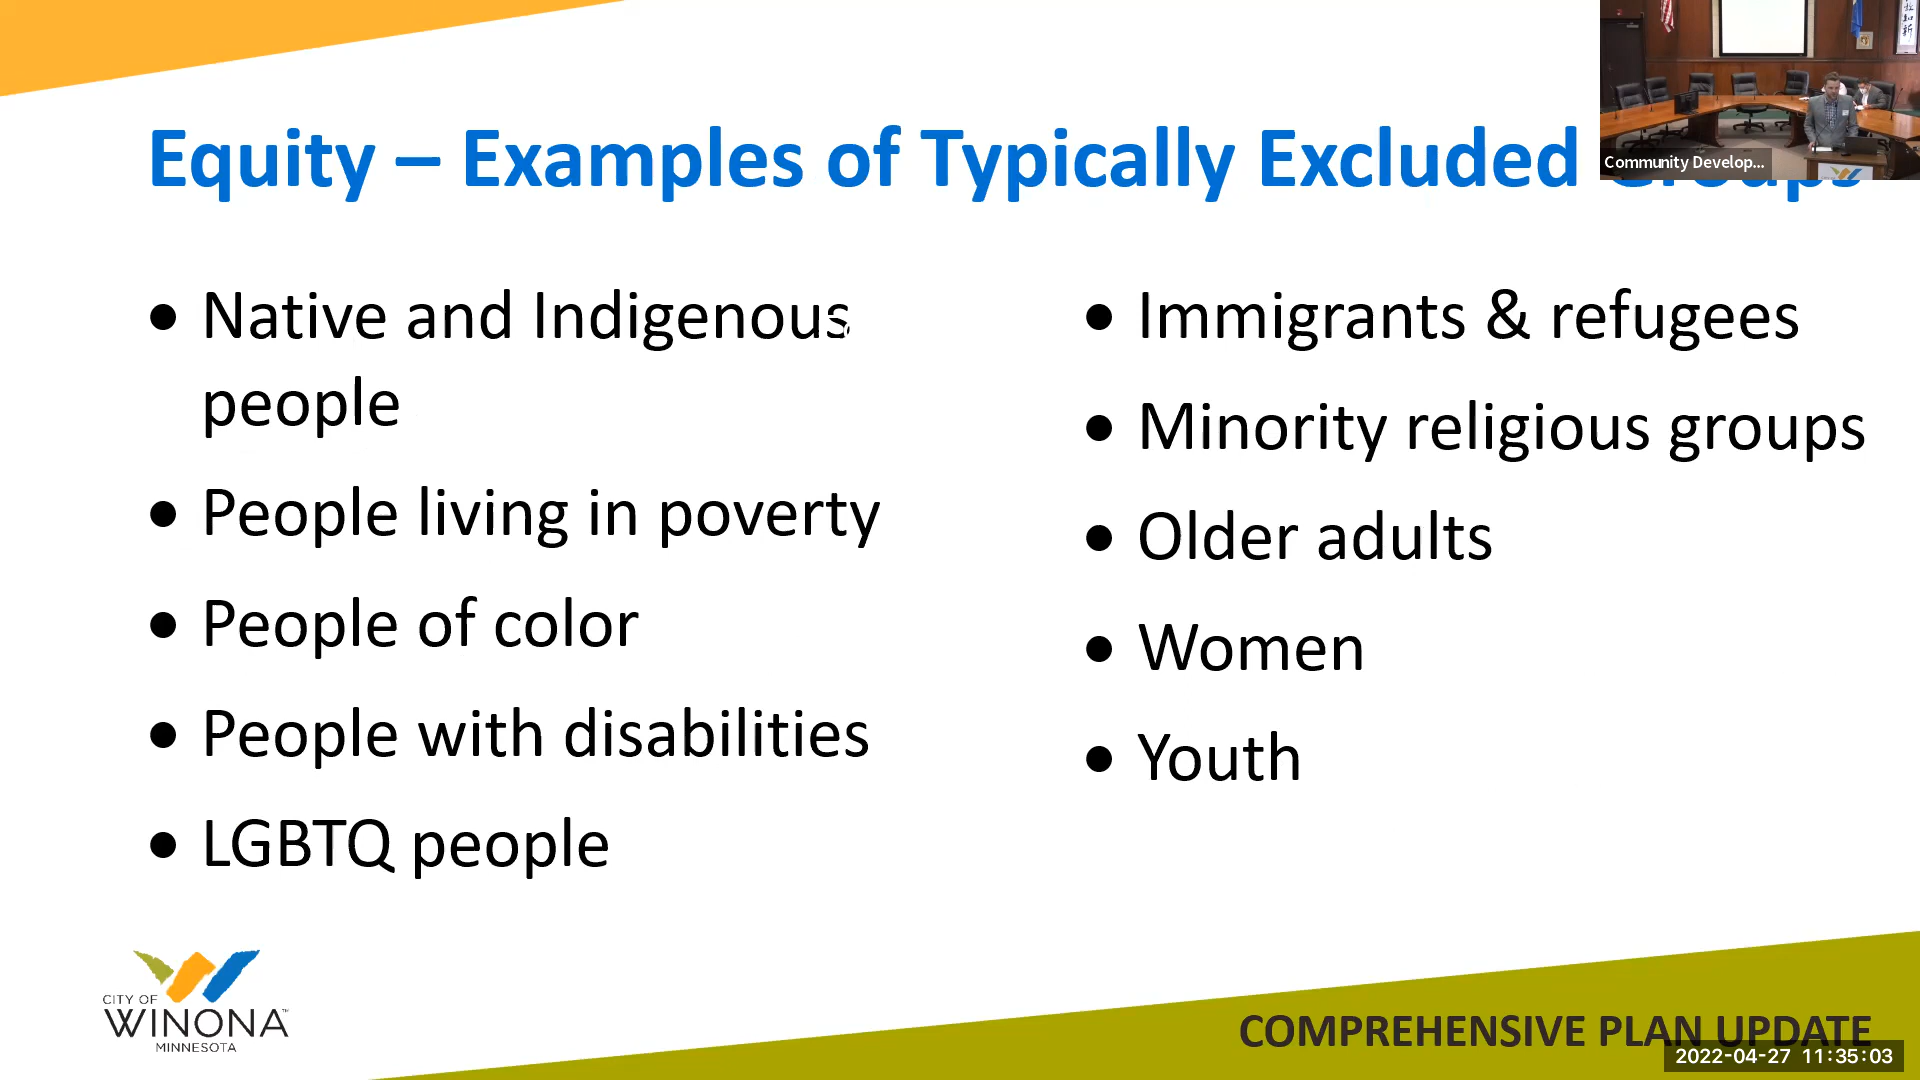 Equity – Examples of Typically Excluded Groups
Community Develop...
• Native and Indigenous
people
• People living in poverty
• People of color
• People with disabilities
• LGBTQ people
• Immigrants & refugees
• Minority religious groups
• Older adults
• Women
• Youth
CITY OF
WINONA™
MINNESOTA
COMPREHENSIVE PLAN UPDATE
2022-04-27 11:35:03